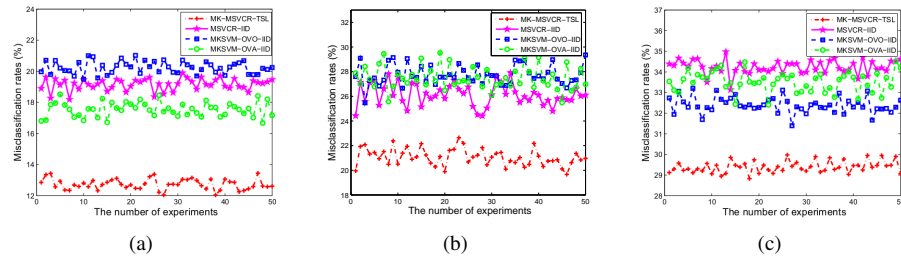 MK-MSVCR-TSL
MSVCR-IID
MKSVM-OVO-IID
MKSVM-OVA-IID
Misclassification rates (%)
24
22
20
18
16
14
12
0 10 20 30 40 50
The number of experiments
(a)
MK-MSVCR-TSL
MSVCR-IID
MKSVM-OVO-IID
MKSVM-OVA-IID
Misclassification rates (%)
33
32
30
28
26
24
22
20
18
0 10 20 30 40 50
The number of experiments
(b)
MK-MSVCR-TSL
MSVCR-IID
MKSVM-OVO-IID
MKSVM-OVA-IID
Misclassification rates (%)
37
36
35
34
33
32
31
30
29
28
0 10 20 30 40 50
The number of experiments
(c)